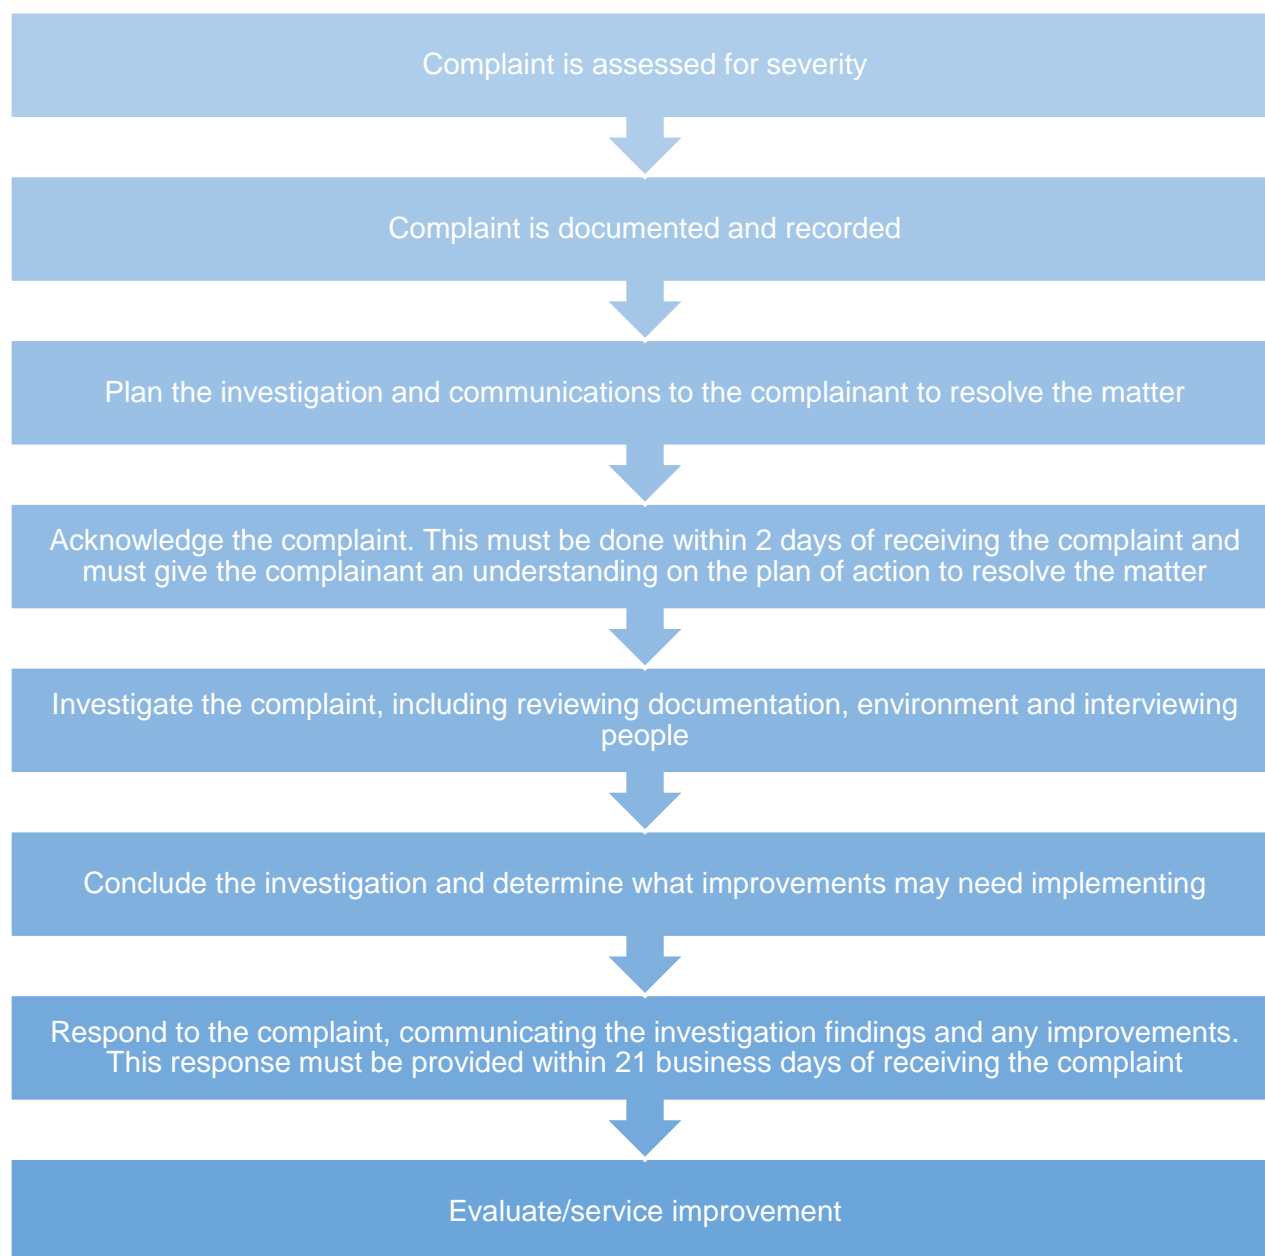 Complaint is assessed for severity
Complaint is documented and recorded
Plan the investigation and communications to the complainant to resolve the matter
Acknowledge the complaint. This must be done within 2 days of receiving the complaint and
must give the complainant an understanding on the plan of action to resolve the matter
Investigate the complaint, including reviewing documentation, environment and interviewing
people
Conclude the investigation and determine what improvements may need implementing
Respond to the complaint, communicating the investigation findings and any improvements.
This response must be provided within 21 business days of receiving the complaint
Evaluate/service improvement